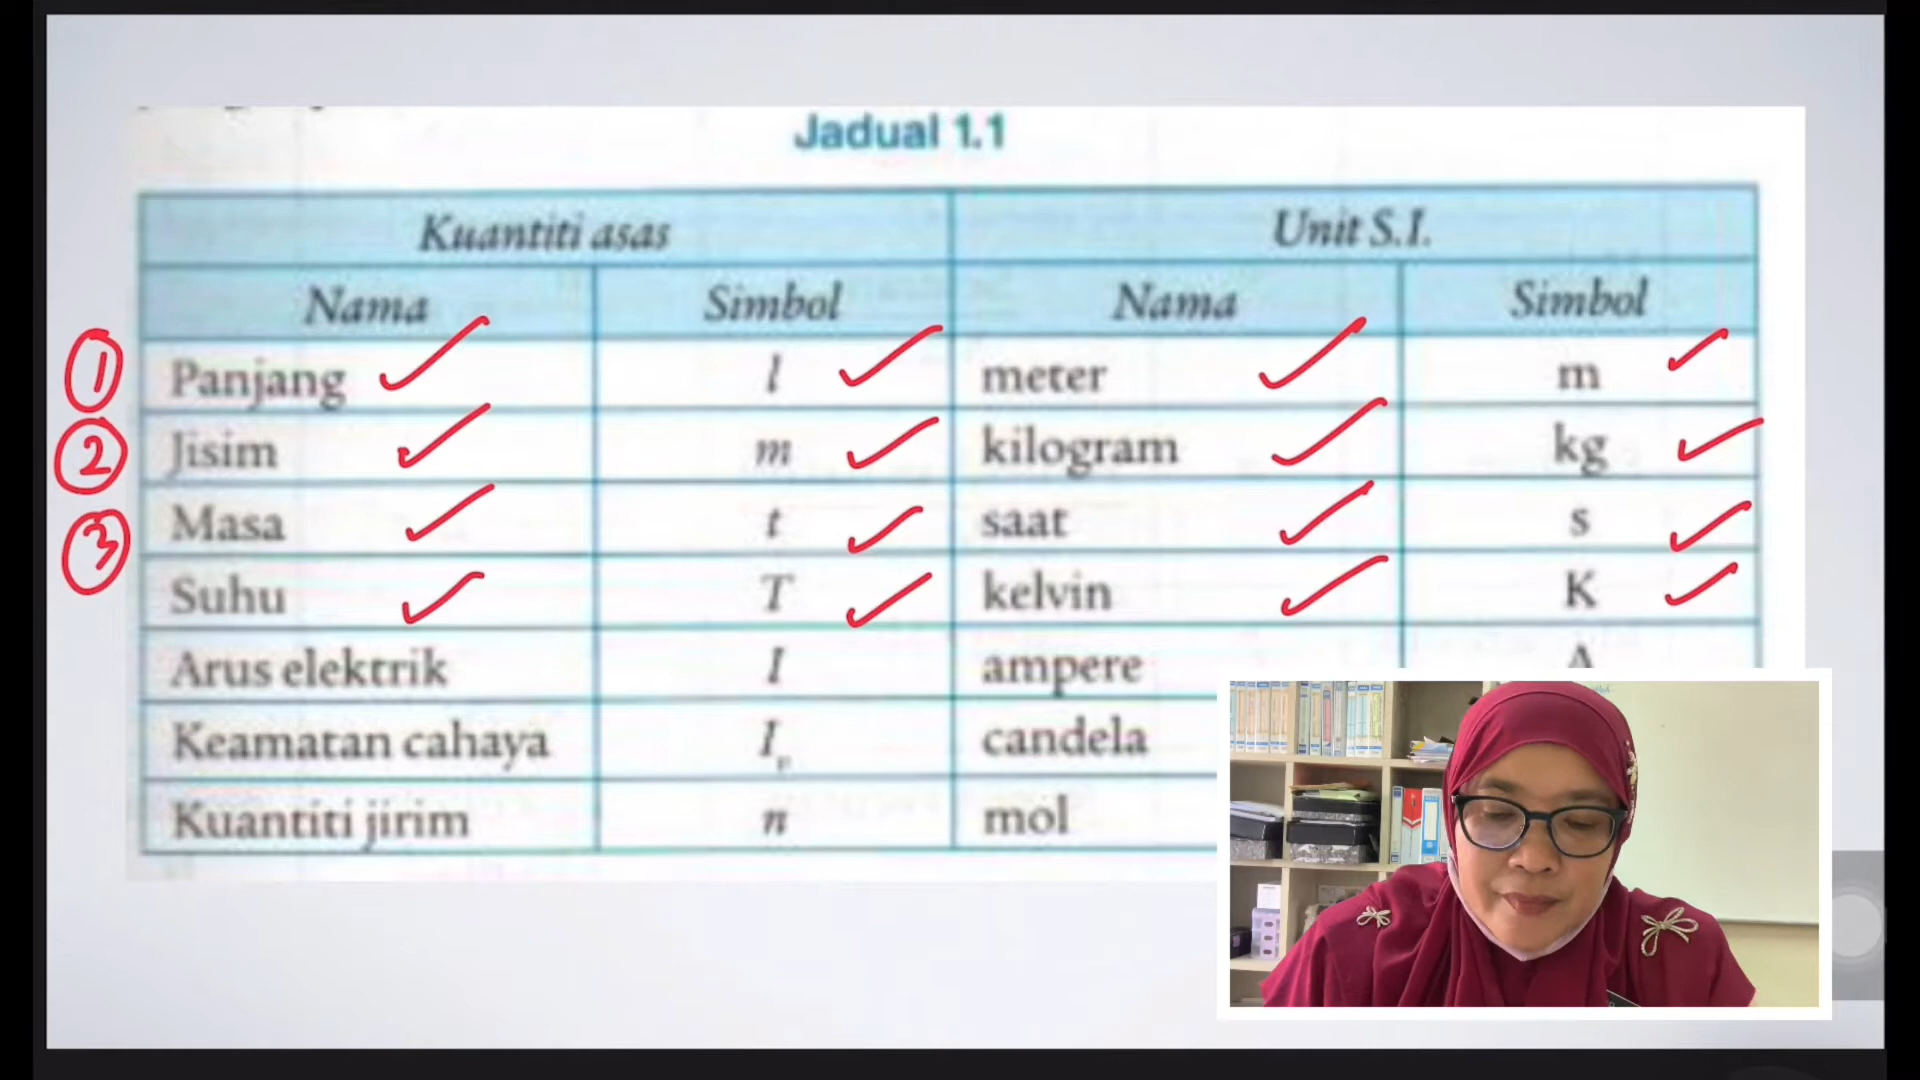 Jadual 1.1
Kuantiti asas Unit S.I.
Nama Simbol Nama Simbol
1 Panjang l meter m
2 Jisim m kilogram kg
3 Masa t saat s
Suhu T kelvin K
Arus elektrik I ampere A
Keamatan cahaya Iv candela
Kuantiti jirim n mol